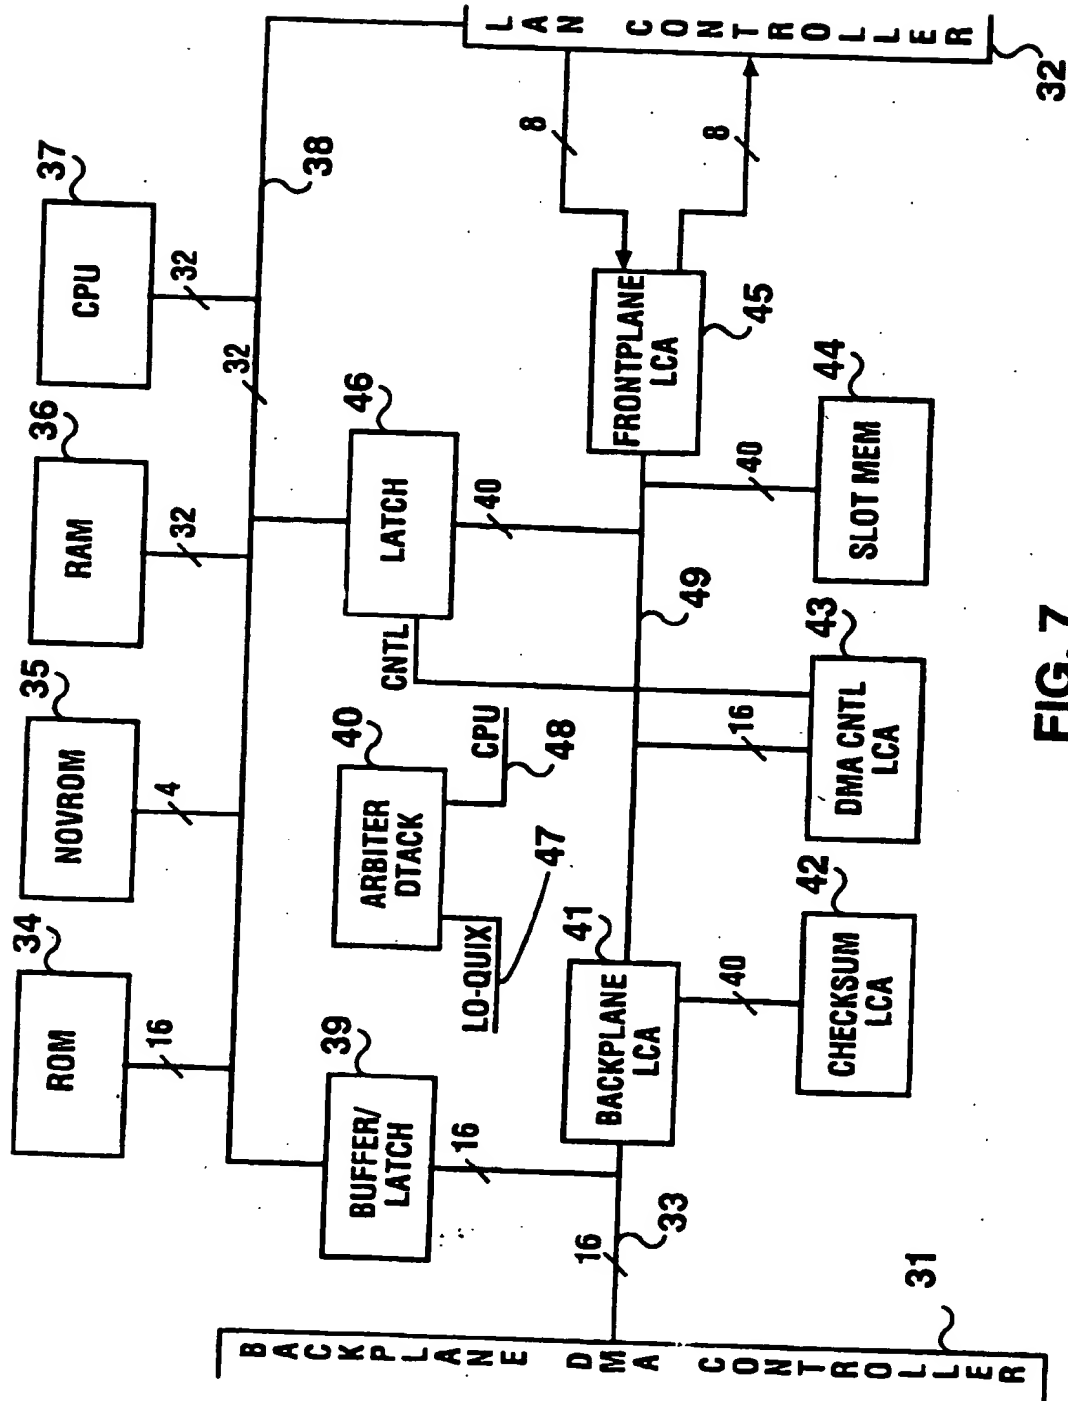 34
ROM
16
35
NOVROM
4
36
RAM
32
37
CPU
32
32
38
39
BUFFER/
LATCH
16
40
ARBITER
DTACK
LO-QUIX
47
CPU
48
46
LATCH
CNTL
40
8
8
BACKPLANE DMA CONTROLLER
31
16
33
41
BACKPLANE
LCA
49
FRONTPLANE
LCA
45
LAN CONTROLLER
32
40
42
CHECKSUM
LCA
16
43
DMA CNTL
LCA
40
44
SLOT MEM
FIG. 7